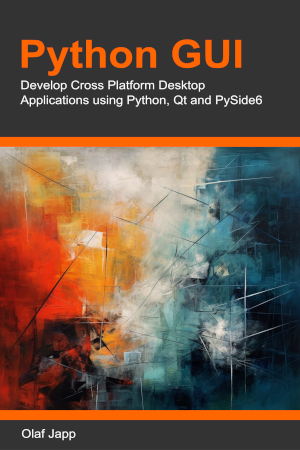 Python GUI
Develop Cross Platform Desktop
Applications using Python, Qt and PySide6
Olaf Japp